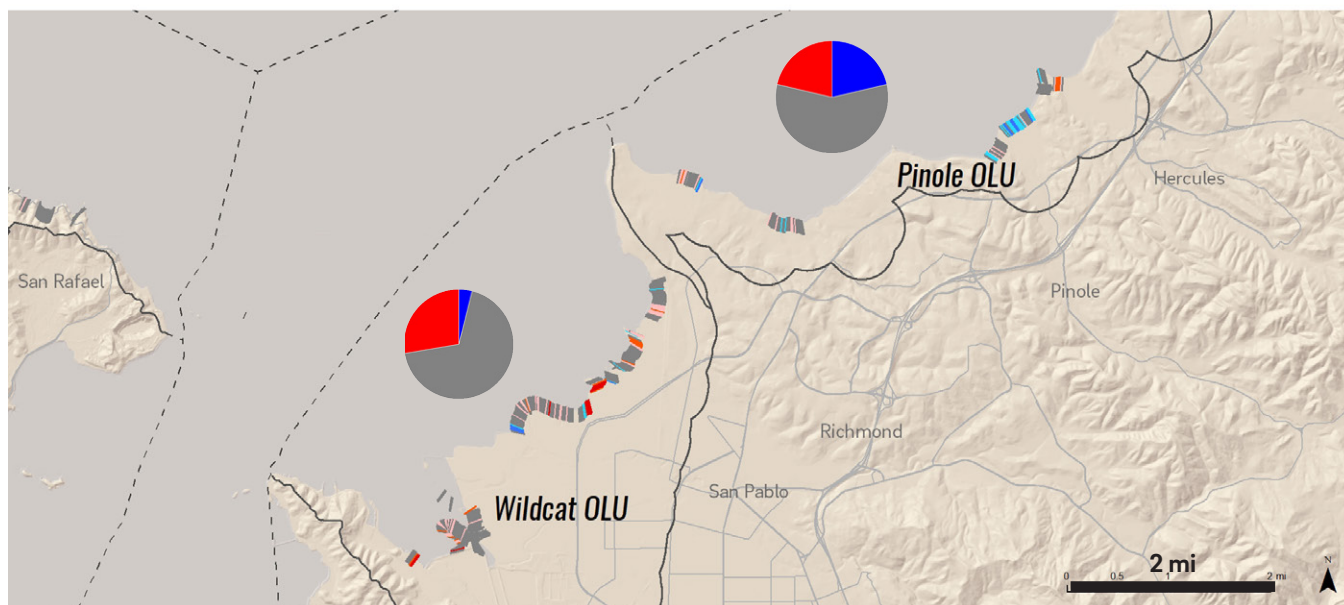 Pinole OLU
Hercules
San Rafael
Pinole
Richmond
San Pablo
Wildcat OLU
2 mi
N
0 0.5 1 2 mi